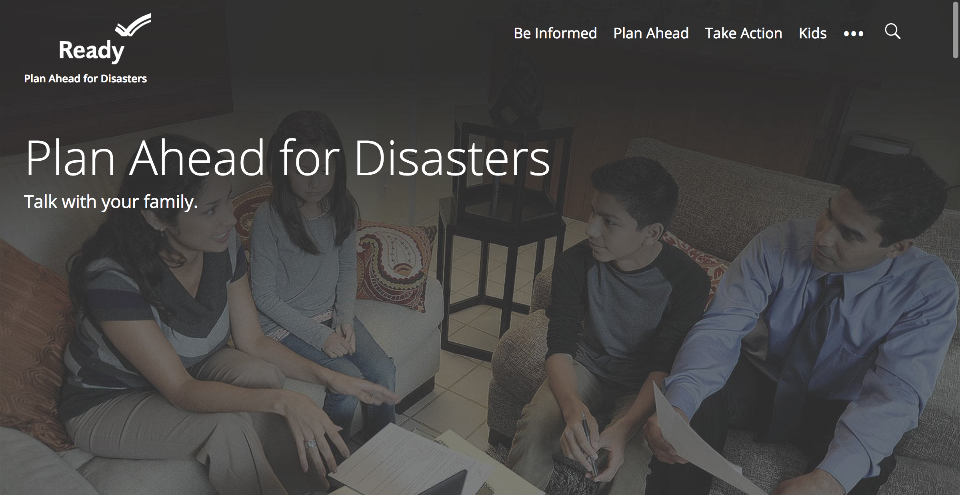 Ready
Plan Ahead for Disasters
Be Informed Plan Ahead Take Action Kids •••
Plan Ahead for Disasters
Talk with your family.